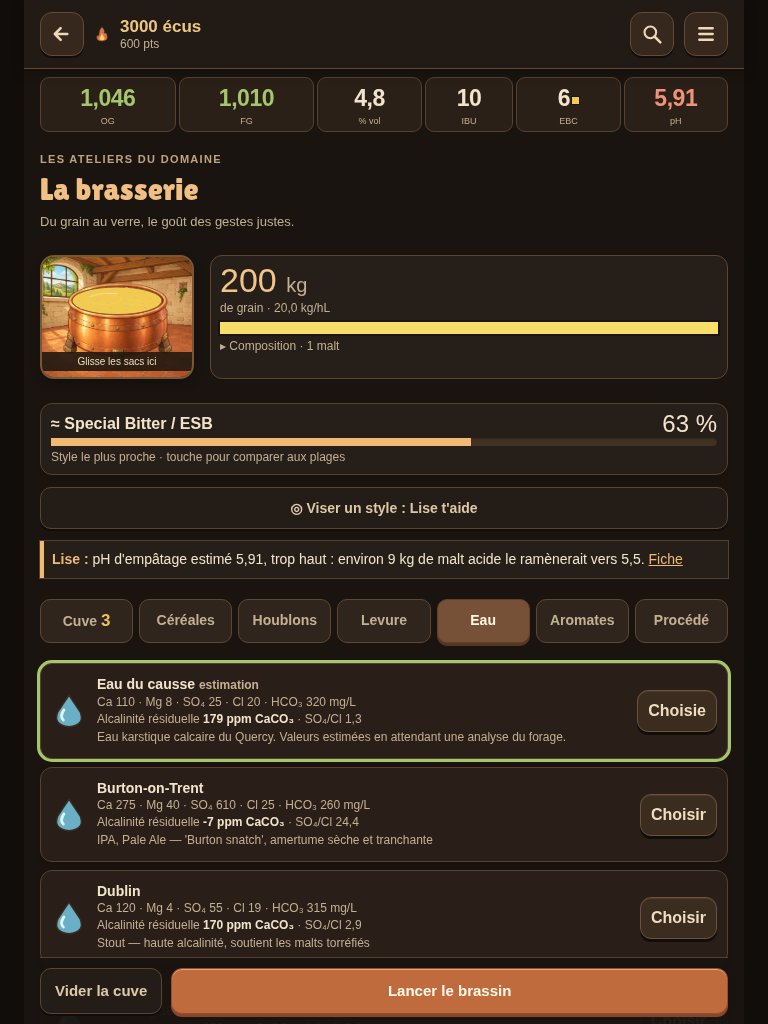 3000 écus
600 pts
1,046
OG
1,010
FG
4,8
% vol
10
IBU
6
EBC
5,91
pH
LES ATELIERS DU DOMAINE
La brasserie
Du grain au verre, le goût des gestes justes.
Glisse les sacs ici
200 kg
de grain · 20,0 kg/hL
▸ Composition · 1 malt
≈ Special Bitter / ESB
63 %
Style le plus proche · touche pour comparer aux plages
◎ Viser un style : Lise t'aide
Lise : pH d'empâtage estimé 5,91, trop haut : environ 9 kg de malt acide le ramènerait vers 5,5. Fiche
Cuve 3
Céréales
Houblons
Levure
Eau
Aromates
Procédé
Eau du causse estimation
Ca 110 · Mg 8 · SO₄ 25 · Cl 20 · HCO₃ 320 mg/L
Alcalinité résiduelle 179 ppm CaCO₃ · SO₄/Cl 1,3
Eau karstique calcaire du Quercy. Valeurs estimées en attendant une analyse du forage.
Choisie
Burton-on-Trent
Ca 275 · Mg 40 · SO₄ 610 · Cl 25 · HCO₃ 260 mg/L
Alcalinité résiduelle -7 ppm CaCO₃ · SO₄/Cl 24,4
IPA, Pale Ale — 'Burton snatch', amertume sèche et tranchante
Choisir
Dublin
Ca 120 · Mg 4 · SO₄ 55 · Cl 19 · HCO₃ 315 mg/L
Alcalinité résiduelle 170 ppm CaCO₃ · SO₄/Cl 2,9
Stout — haute alcalinité, soutient les malts torréfiés
Choisir
Vider la cuve
Lancer le brassin